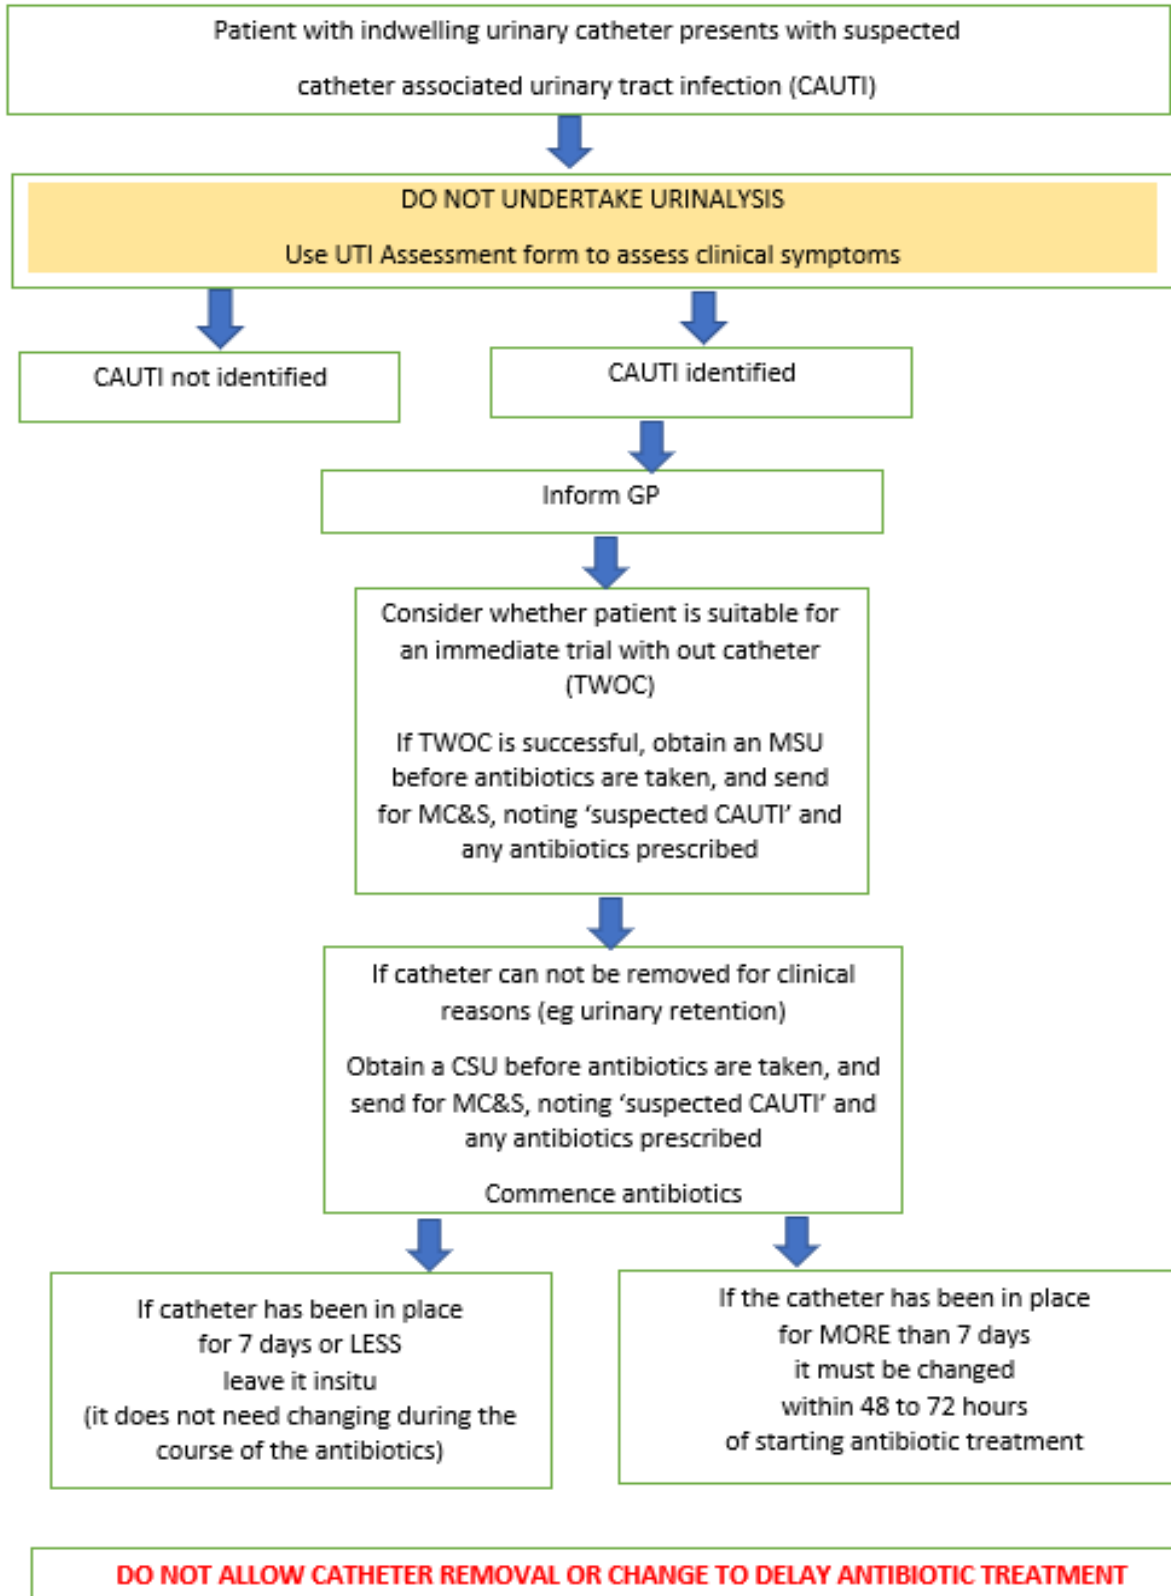 Patient with indwelling urinary catheter presents with suspected
catheter associated urinary tract infection (CAUTI)
DO NOT UNDERTAKE URINALYSIS
Use UTI Assessment form to assess clinical symptoms
CAUTI not identified
CAUTI identified
Inform GP
Consider whether patient is suitable for
an immediate trial with out catheter
(TWOC)
If TWOC is successful, obtain an MSU
before antibiotics are taken, and send
for MC&S, noting ‘suspected CAUTI’ and
any antibiotics prescribed
If catheter can not be removed for clinical
reasons (eg urinary retention)
Obtain a CSU before antibiotics are taken, and
send for MC&S, noting ‘suspected CAUTI’ and
any antibiotics prescribed
Commence antibiotics
If catheter has been in place
for 7 days or LESS
leave it insitu
(it does not need changing during the
course of the antibiotics)
If the catheter has been in place
for MORE than 7 days
it must be changed
within 48 to 72 hours
of starting antibiotic treatment
DO NOT ALLOW CATHETER REMOVAL OR CHANGE TO DELAY ANTIBIOTIC TREATMENT